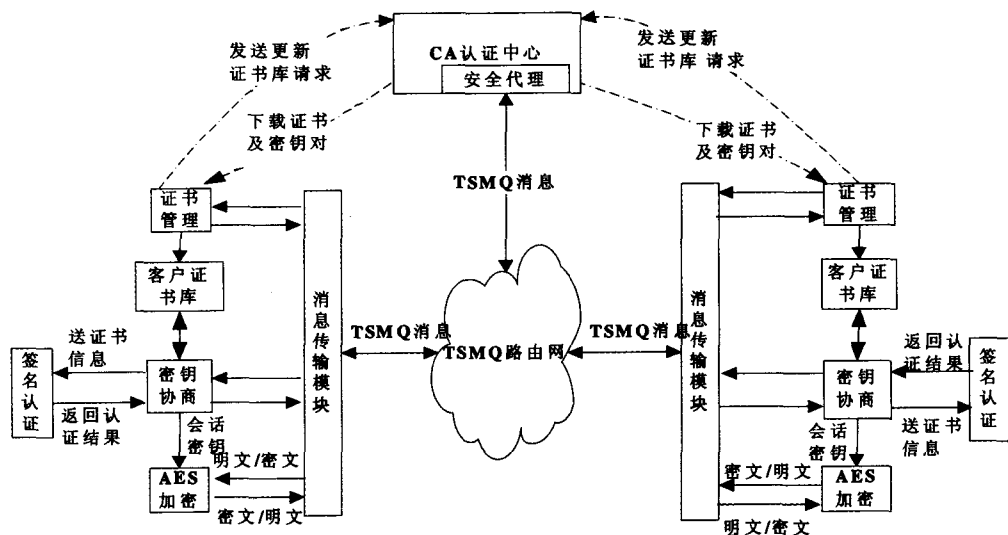 发送更新
证书库请求
CA认证中心
安全代理
发送更新
证书库 请求
下载证书
及密钥对
下载证书
及密钥对
TSMQ消息
证书
管理
证书
管理
客户证
书库
客户证
书库
消息传输模块
消息传输模块
TSMQ消息
TSMQ路由网
TSMQ消息
送证书
信息
签名认证
密钥
协商
返回认
证结果
会话
密钥
返回认
证结果
密钥
协商
签名认证
送证书
信息
会话
密钥
明文/密文
AES
加密
密文/明文
密文/明文
AES
加密
明文/密文